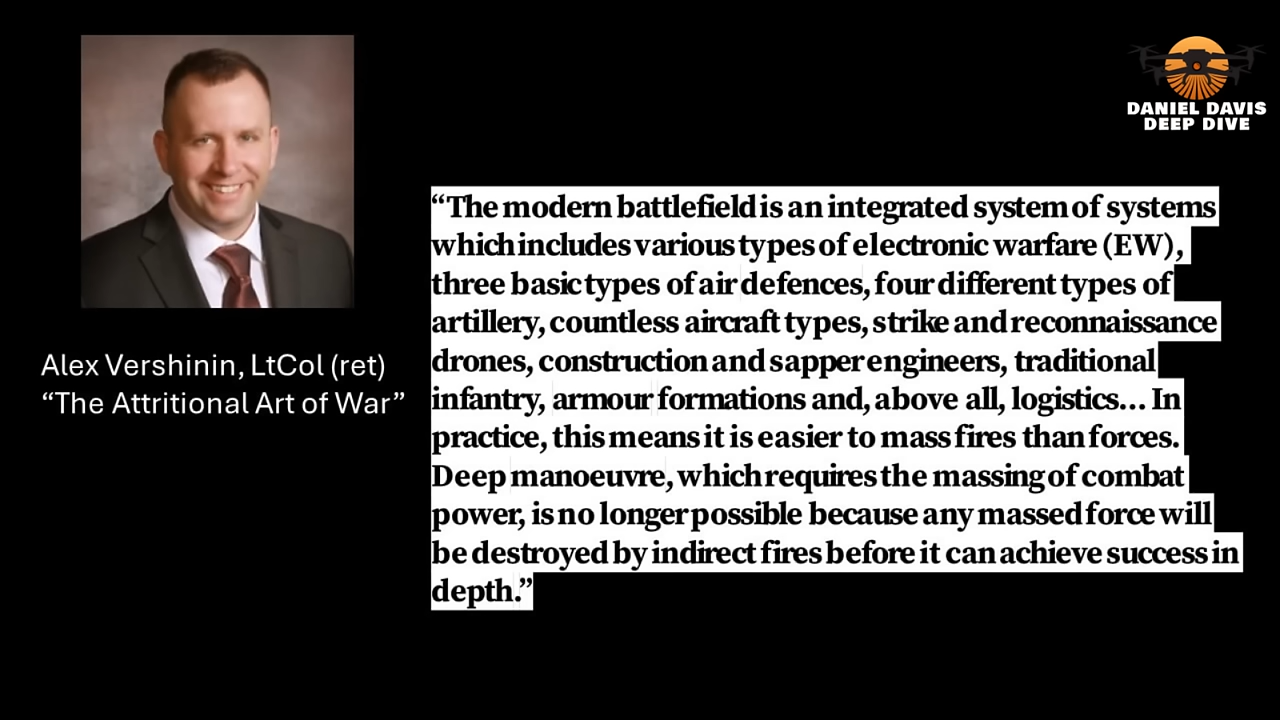 DANIEL DAVIS
DEEP DIVE
“The modern battlefield is an integrated system of systems
which includes various types of electronic warfare (EW),
three basic types of air defences, four different types of
artillery, countless aircraft types, strike and reconnaissance
drones, construction and sapper engineers, traditional
infantry, armour formations and, above all, logistics… In
practice, this means it is easier to mass fires than forces.
Deep manoeuvre, which requires the massing of combat
power, is no longer possible because any massed force will
be destroyed by indirect fires before it can achieve success in
depth.”
Alex Vershinin, LtCol (ret)
“The Attritional Art of War”